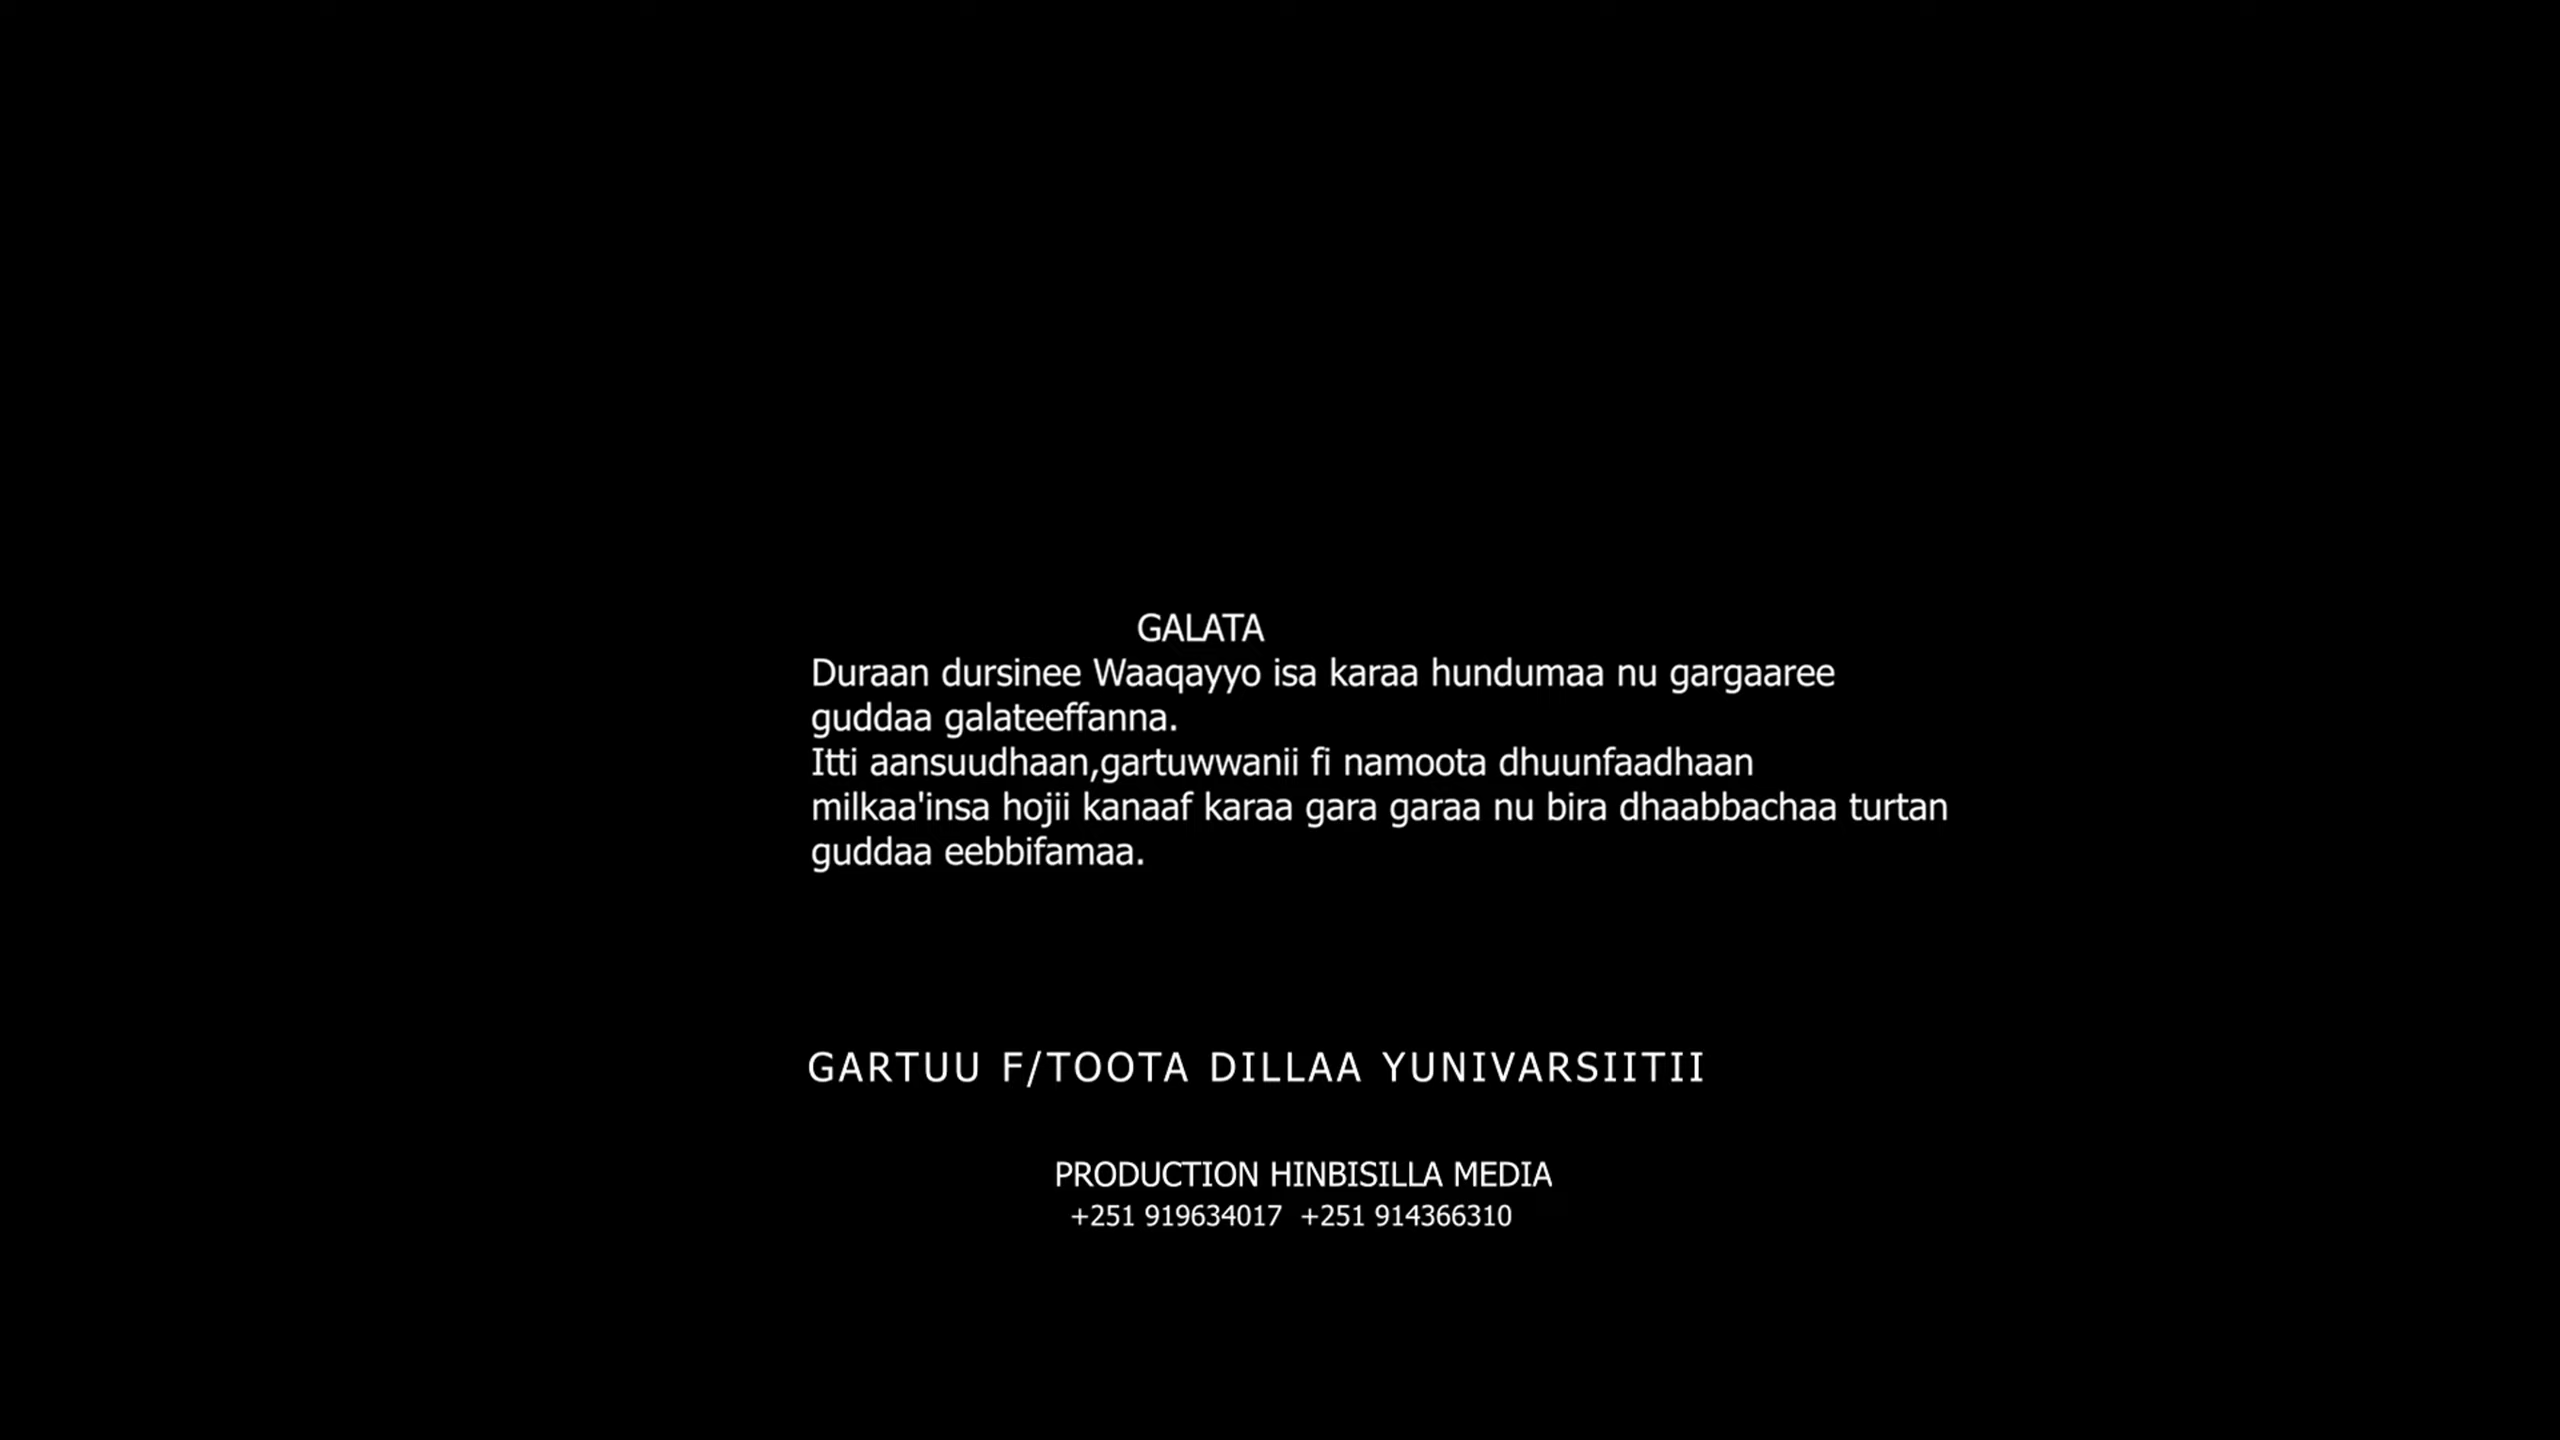 GALATA
Duraan dursinee Waaqayyo isa karaa hundumaa nu gargaaree
guddaa galateeffanna.
Itti aansuudhaan,gartuwwanii fi namoota dhuunfaadhaan
milkaa'insa hojii kanaaf karaa gara garaa nu bira dhaabbachaa turtan
guddaa eebbifamaa.
GARTUU F/TOOTA DILLAA YUNIVARSIITII
PRODUCTION HINBISILLA MEDIA
+251 919634017 +251 914366310